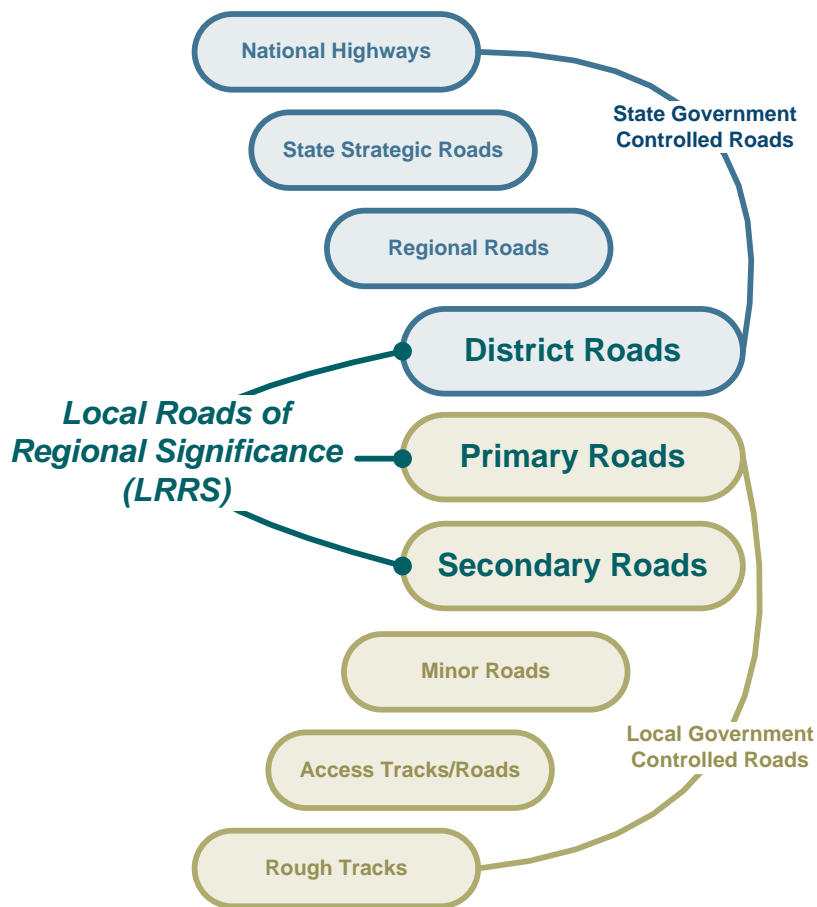 National Highways
State Government
Controlled Roads
State Strategic Roads
Regional Roads
District Roads
Local Roads of
Regional Significance
(LRRS)
Primary Roads
Secondary Roads
Minor Roads
Local Government
Controlled Roads
Access Tracks/Roads
Rough Tracks